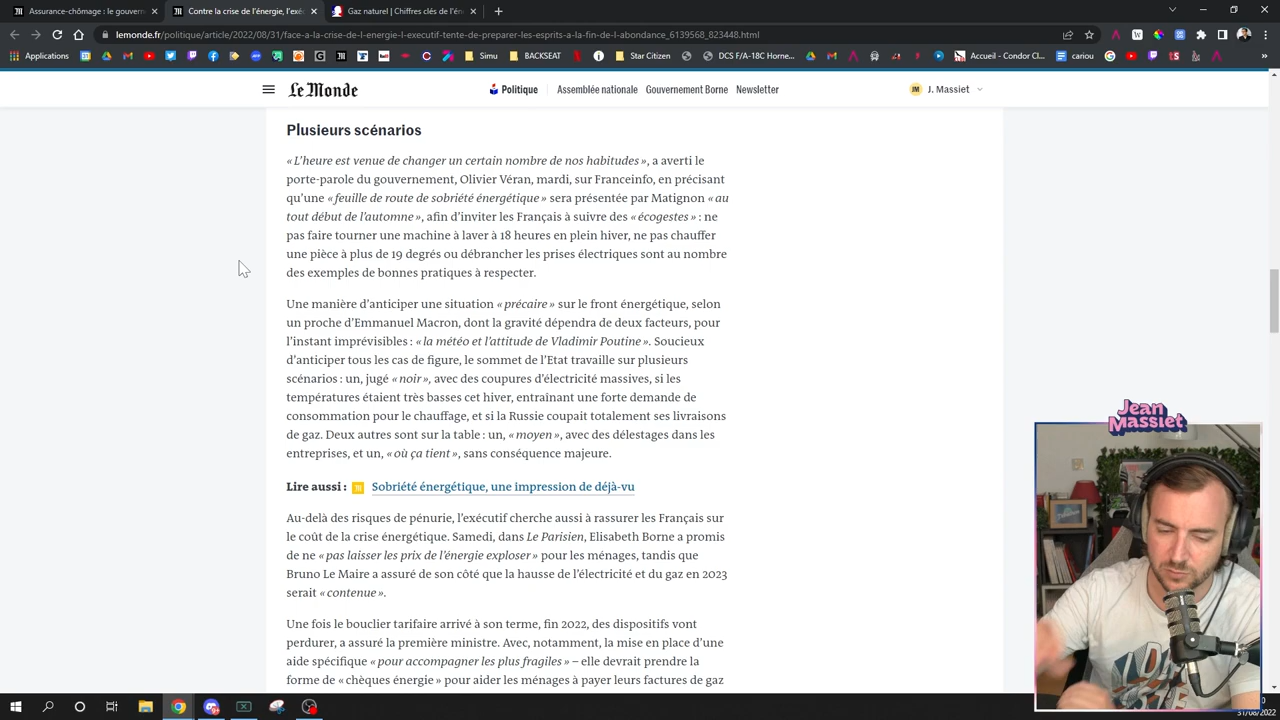 Assurance-chômage : le gouvern
Contre la crise de l'énergie, l'exéc
Gaz naturel | Chiffres clés de l'én
lemonde.fr/politique/article/2022/08/31/face-a-la-crise-de-l-energie-l-executif-tente-de-preparer-les-esprits-a-la-fin-de-l-abondance_6139568_823448.html
Applications
Simu
BACKSEAT
Star Citizen
DCS F/A-18C Horne...
Accueil - Condor Cl...
cariou
Le Monde
Politique
Assemblée nationale
Gouvernement Borne
Newsletter
JM
J. Massiet
Plusieurs scénarios
« L'heure est venue de changer un certain nombre de nos habitudes », a averti le
porte-parole du gouvernement, Olivier Véran, mardi, sur Franceinfo, en précisant
qu'une « feuille de route de sobriété énergétique » sera présentée par Matignon « au
tout début de l'automne », afin d'inviter les Français à suivre des « écogestes » : ne
pas faire tourner une machine à laver à 18 heures en plein hiver, ne pas chauffer
une pièce à plus de 19 degrés ou débrancher les prises électriques sont au nombre
des exemples de bonnes pratiques à respecter.
Une manière d'anticiper une situation « précaire » sur le front énergétique, selon
un proche d'Emmanuel Macron, dont la gravité dépendra de deux facteurs, pour
l'instant imprévisibles : « la météo et l'attitude de Vladimir Poutine ». Soucieux
d'anticiper tous les cas de figure, le sommet de l'Etat travaille sur plusieurs
scénarios : un, jugé « noir », avec des coupures d'électricité massives, si les
températures étaient très basses cet hiver, entraînant une forte demande de
consommation pour le chauffage, et si la Russie coupait totalement ses livraisons
de gaz. Deux autres sont sur la table : un, « moyen », avec des délestages dans les
entreprises, et un, « où ça tient », sans conséquence majeure.
Lire aussi : Sobriété énergétique, une impression de déjà-vu
Au-delà des risques de pénurie, l'exécutif cherche aussi à rassurer les Français sur
le coût de la crise énergétique. Samedi, dans Le Parisien, Elisabeth Borne a promis
de ne « pas laisser les prix de l'énergie exploser » pour les ménages, tandis que
Bruno Le Maire a assuré de son côté que la hausse de l'électricité et du gaz en 2023
serait « contenue ».
Une fois le bouclier tarifaire arrivé à son terme, fin 2022, des dispositifs vont
perdurer, a assuré la première ministre. Avec, notamment, la mise en place d'une
aide spécifique « pour accompagner les plus fragiles » – elle devrait prendre la
forme de « chèques énergie » pour aider les ménages à payer leurs factures de gaz
Jean
Massiet
31/08/2022